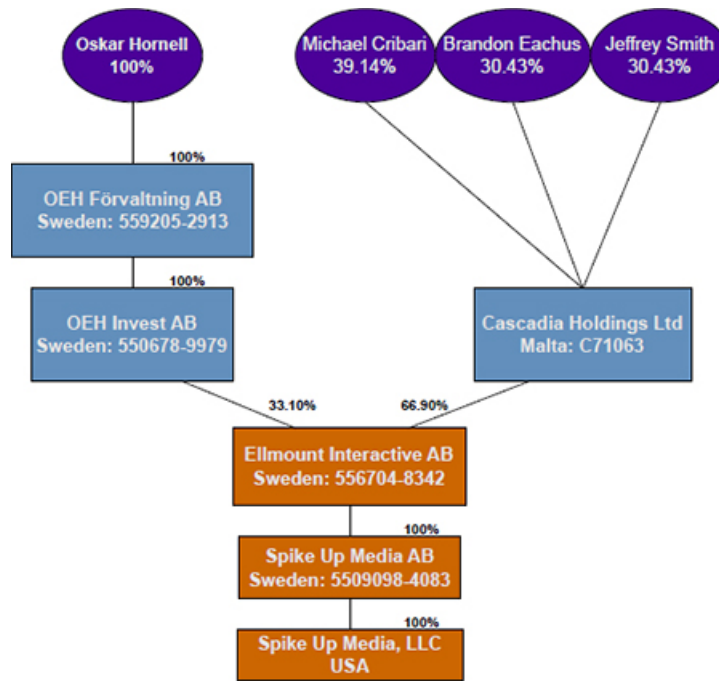 Oskar Hornell
100%
Michael Cribari
39.14%
Brandon Eachus
30.43%
Jeffrey Smith
30.43%
100%
OEH Förvaltning AB
Sweden: 559205-2913
100%
OEH Invest AB
Sweden: 550678-9979
Cascadia Holdings Ltd
Malta: C71063
33.10%
66.90%
Ellmount Interactive AB
Sweden: 556704-8342
100%
Spike Up Media AB
Sweden: 5509098-4083
100%
Spike Up Media, LLC
USA